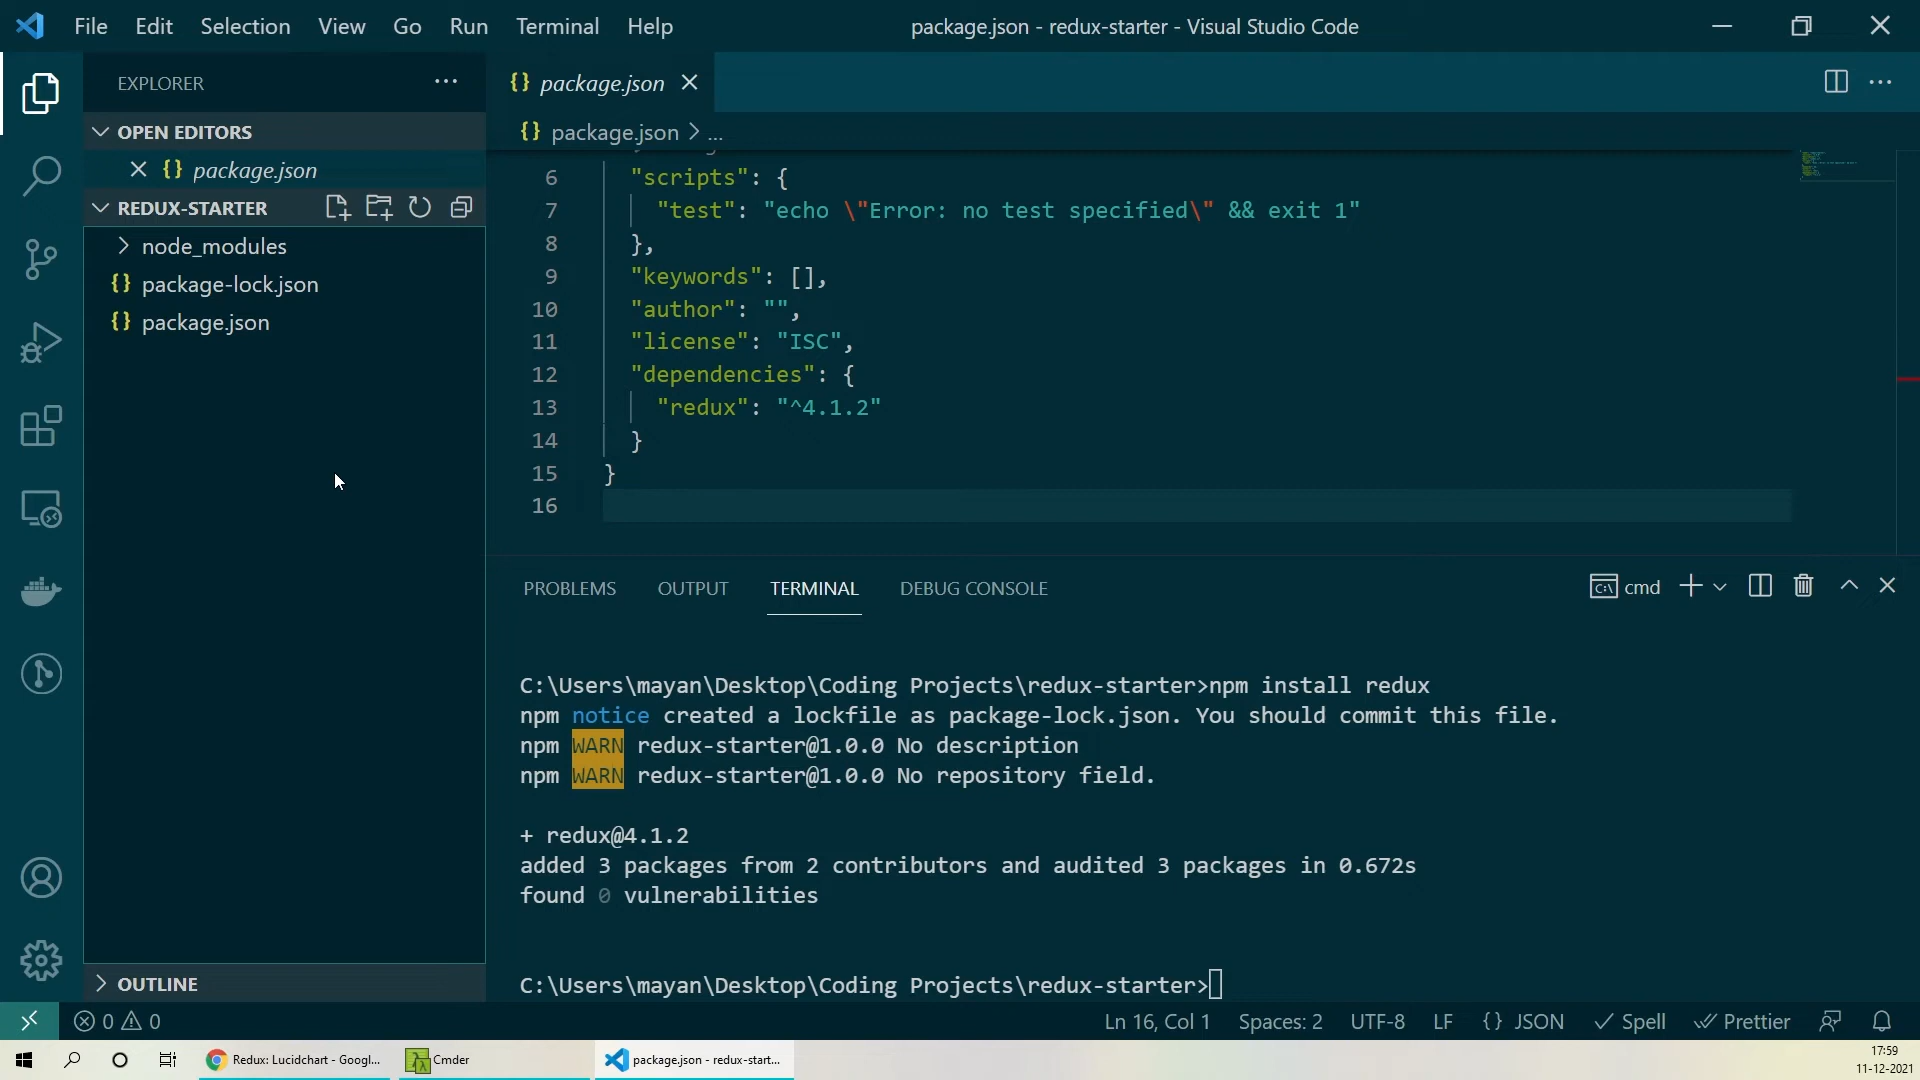 File Edit Selection View Go Run Terminal Help
package.json - redux-starter - Visual Studio Code
EXPLORER
OPEN EDITORS
package.json
REDUX-STARTER
node_modules
package-lock.json
package.json
OUTLINE
package.json
package.json > ...
6 "scripts": {
7 "test": "echo \"Error: no test specified\" && exit 1"
8 },
9 "keywords": [],
10 "author": "",
11 "license": "ISC",
12 "dependencies": {
13 "redux": "^4.1.2"
14 }
15 }
16
PROBLEMS OUTPUT TERMINAL DEBUG CONSOLE
cmd
C:\Users\mayan\Desktop\Coding Projects\redux-starter>npm install redux
npm notice created a lockfile as package-lock.json. You should commit this file.
npm WARN redux-starter@1.0.0 No description
npm WARN redux-starter@1.0.0 No repository field.
+ redux@4.1.2
added 3 packages from 2 contributors and audited 3 packages in 0.672s
found 0 vulnerabilities
C:\Users\mayan\Desktop\Coding Projects\redux-starter>
0 0
Ln 16, Col 1 Spaces: 2 UTF-8 LF {} JSON Spell Prettier
Redux: Lucidchart - Googl...
Cmder
package.json - redux-start...
17:59
11-12-2021